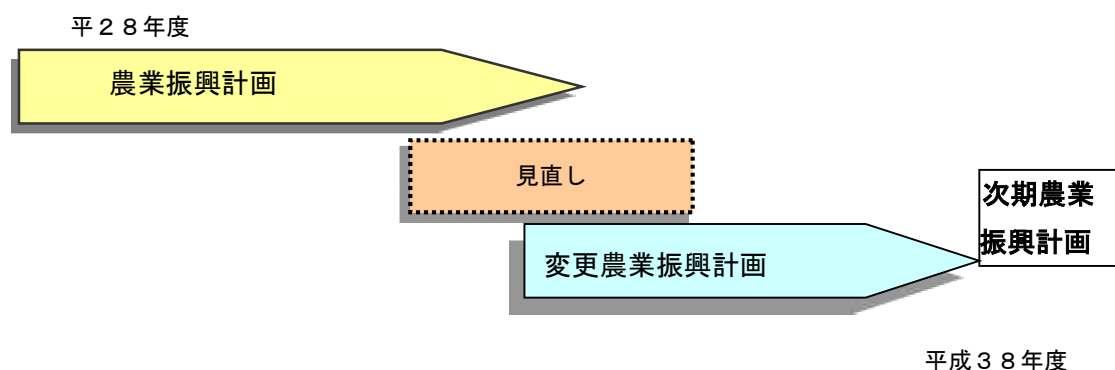 平２８年度
農業振興計画
見直し
次期農業
振興計画
変更農業振興計画
平成３８年度